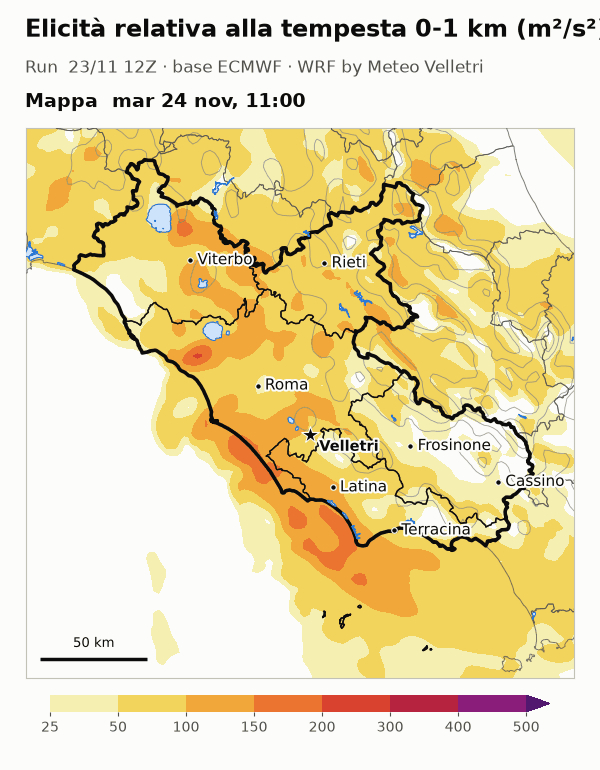 Elicità relativa alla tempesta 0-1 km (m²/s²)
Run  23/11 12Z · base ECMWF · WRF by Meteo Velletri
Mappa  mar 24 nov, 11:00
Viterbo
Rieti
Roma
Velletri
Frosinone
Latina
Cassino
Terracina
50 km
25 50 100 150 200 300 400 500